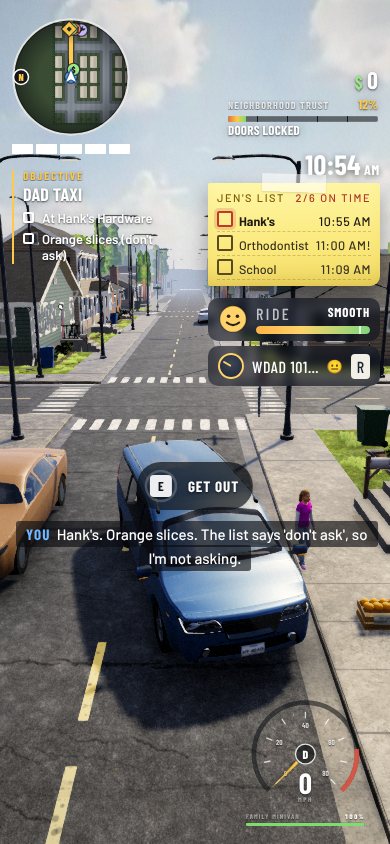 N
$ 0
NEIGHBORHOOD TRUST 12%
DOORS LOCKED
10:54 AM
OBJECTIVE
DAD TAXI
At Hank's Hardware
Orange slices (don't
ask)
JEN'S LIST 2/6 ON TIME
Hank's 10:55 AM
Orthodontist 11:00 AM!
School 11:09 AM
RIDE SMOOTH
WDAD 101... R
E GET OUT
YOU Hank's. Orange slices. The list says 'don't ask', so
I'm not asking.
20 40 60 80
D
0
MPH
FAMILY MINIVAN 100%